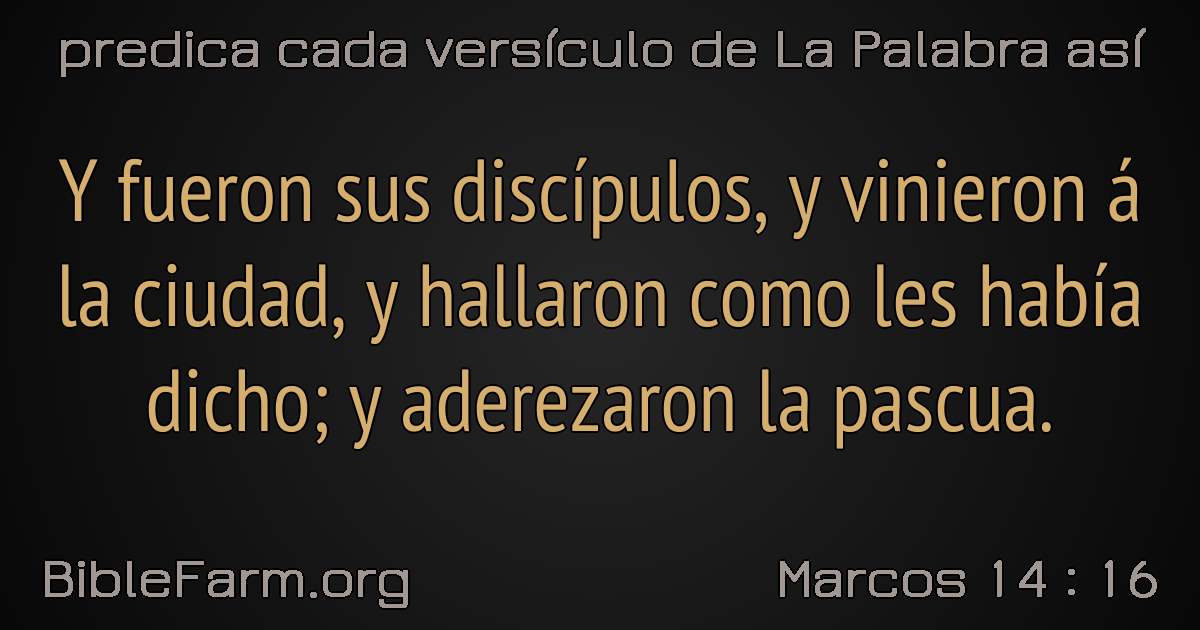 predica cada versículo de La Palabra así
Y fueron sus discípulos, y vinieron á
la ciudad, y hallaron como les había
dicho; y aderezaron la pascua.
BibleFarm.org
Marcos 14 : 16